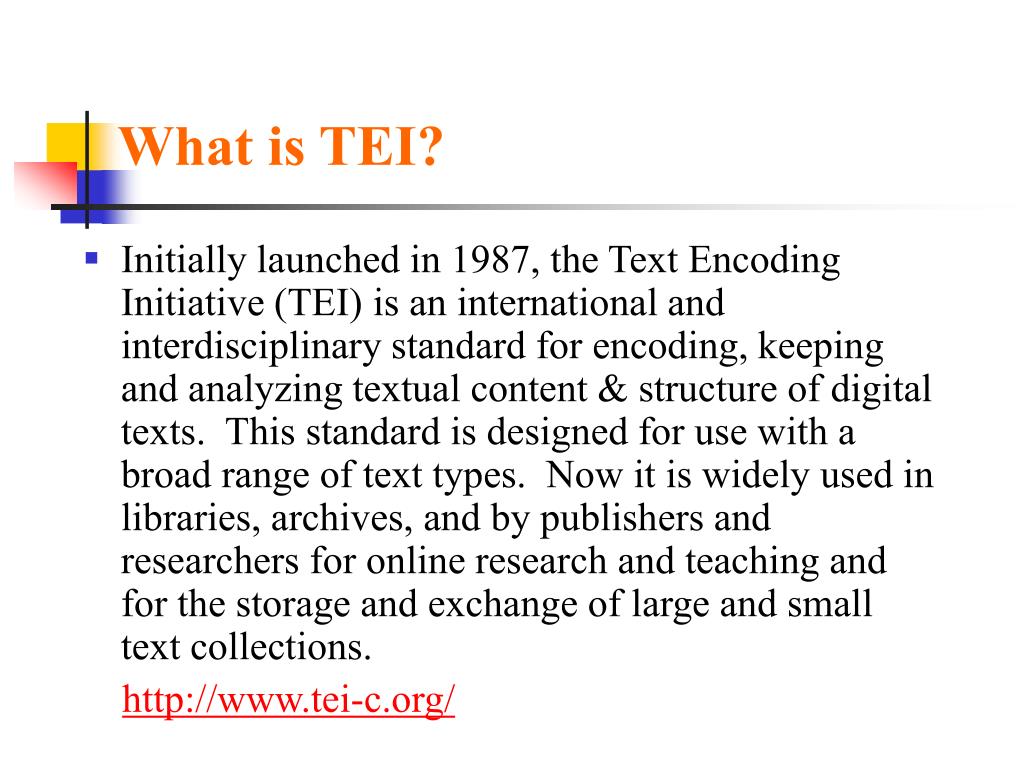 What is TEI?
Initially launched in 1987, the Text Encoding
Initiative (TEI) is an international and
interdisciplinary standard for encoding, keeping
and analyzing textual content & structure of digital
texts.  This standard is designed for use with a
broad range of text types.  Now it is widely used in
libraries, archives, and by publishers and
researchers for online research and teaching and
for the storage and exchange of large and small
text collections.
http://www.tei-c.org/